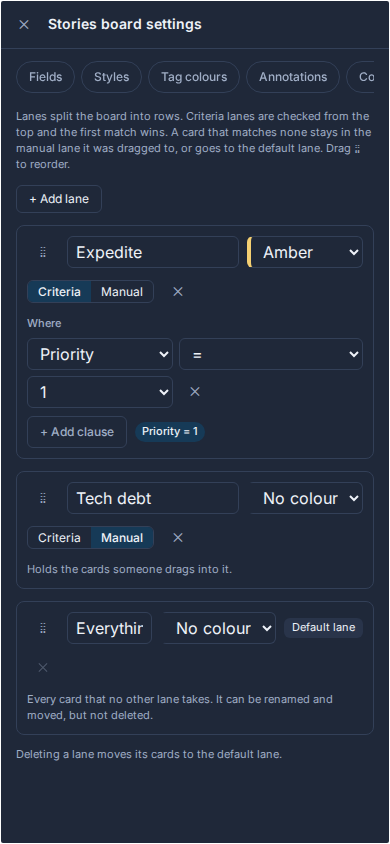 Stories board settings
Fields
Styles
Tag colours
Annotations
Co
Lanes split the board into rows. Criteria lanes are checked from the
top and the first match wins. A card that matches none stays in the
manual lane it was dragged to, or goes to the default lane. Drag ⠿
to reorder.
+ Add lane
Expedite
Amber
Criteria
Manual
×
Where
Priority
=
1
×
+ Add clause
Priority = 1
Tech debt
No colour
Criteria
Manual
×
Holds the cards someone drags into it.
Everythin
No colour
Default lane
×
Every card that no other lane takes. It can be renamed and
moved, but not deleted.
Deleting a lane moves its cards to the default lane.